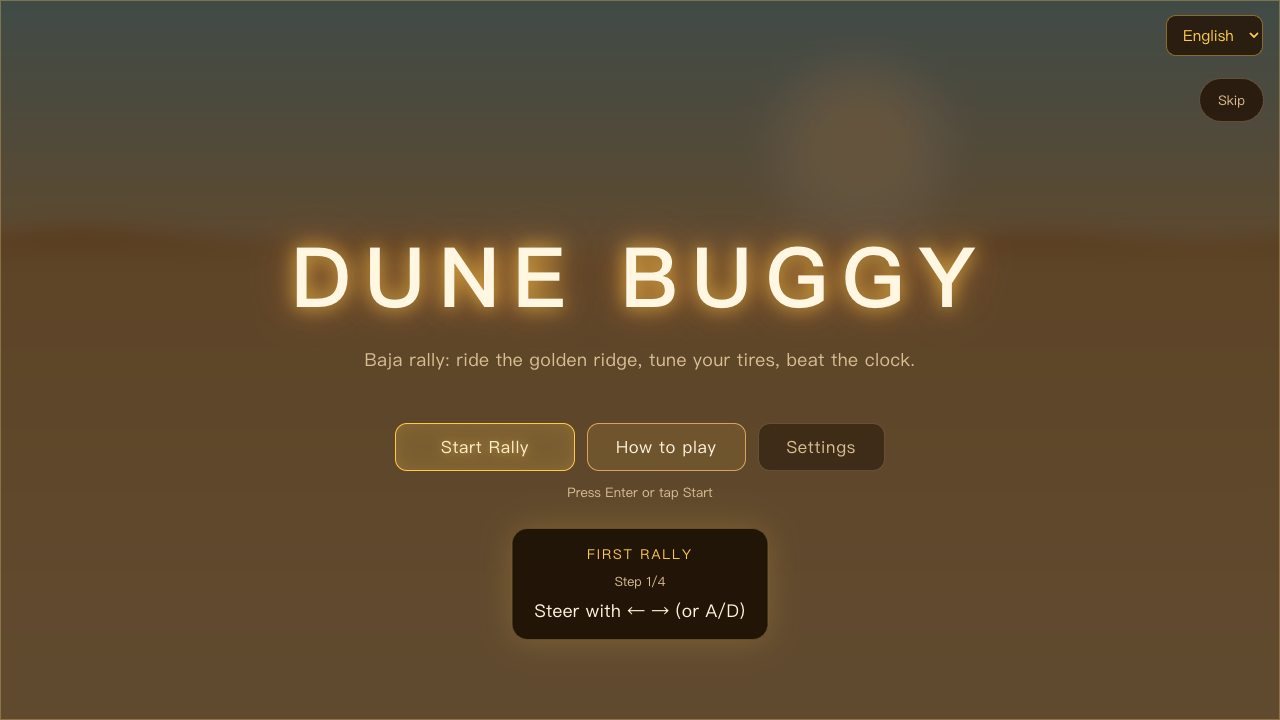 English
Skip
DUNE BUGGY
Baja rally: ride the golden ridge, tune your tires, beat the clock.
Start Rally
How to play
Settings
Press Enter or tap Start
FIRST RALLY
Step 1/4
Steer with ← → (or A/D)